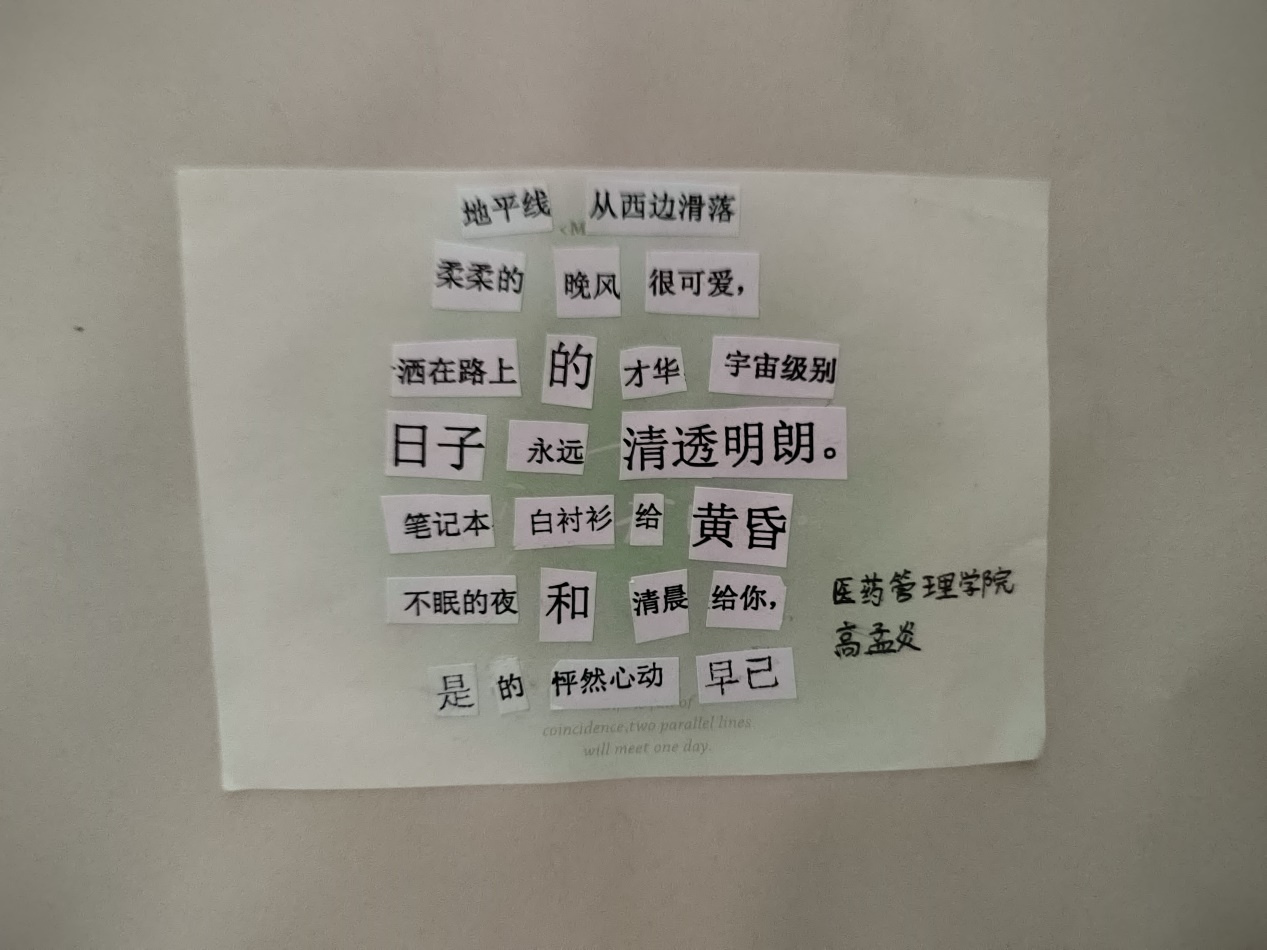 地平线 从西边滑落
<M
柔柔的 晚风 很可爱，
洒在路上 的 才华 宇宙级别
日子 永远 清透明朗。
笔记本 白衬衫 给 黄昏
不眠的夜 和 清晨 给你，
医药管理学院
高孟炎
是 的 怦然心动 早已
of
coincidence,two parallel lines
will meet one day.